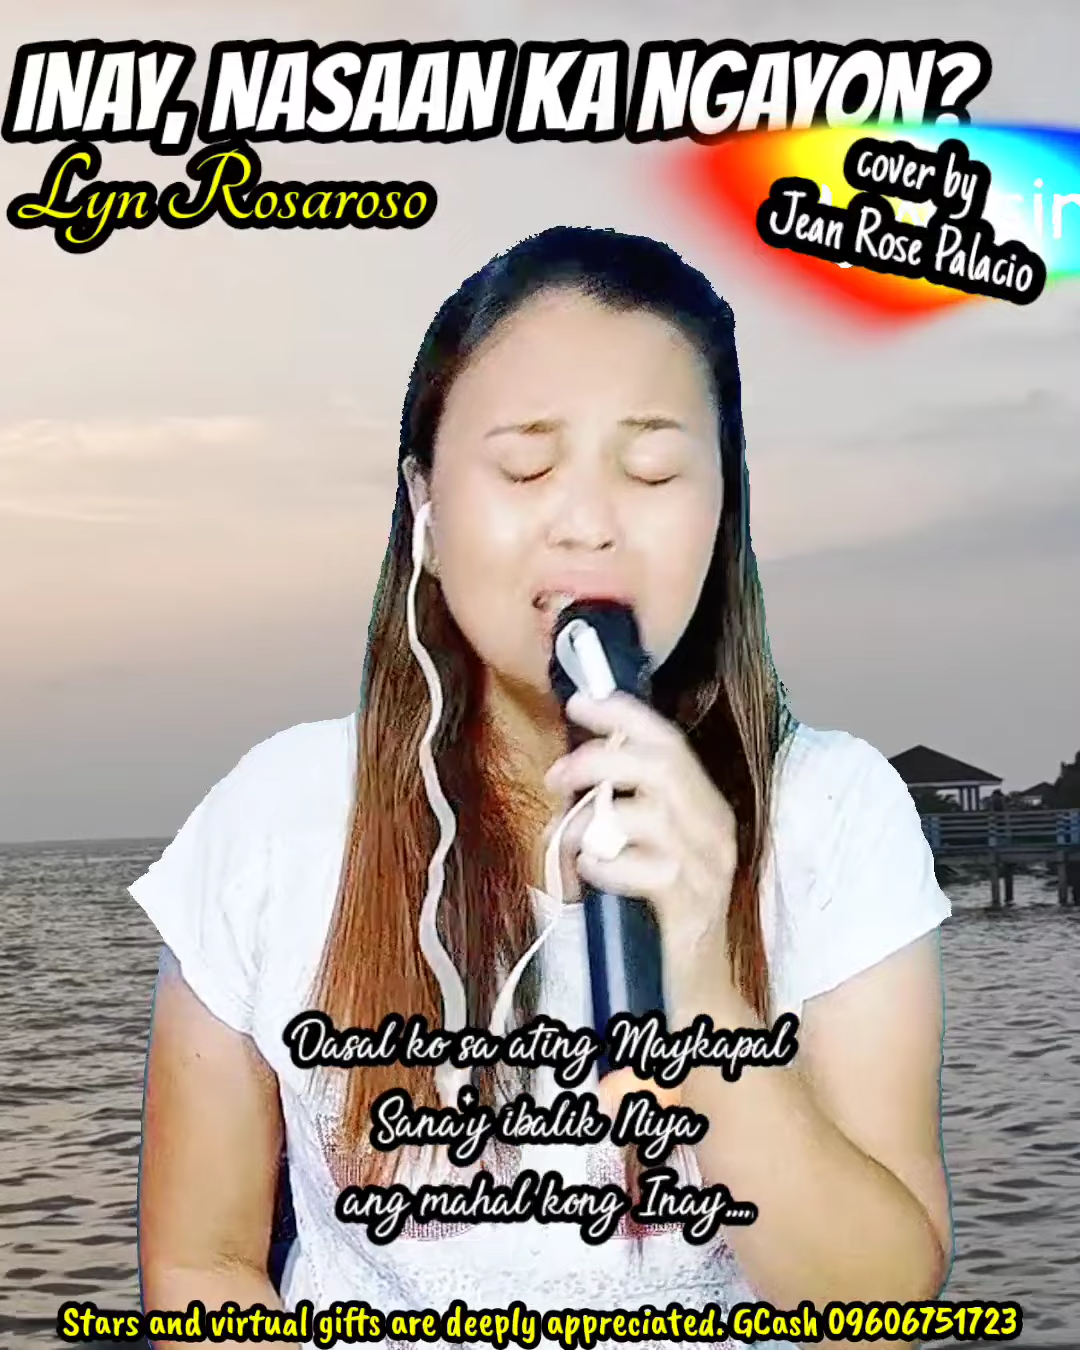 INAY, NASAAN KA NGAYON?
Lyn Rosaroso
cover by
Jean Rose Palacio
Dasal ko sa ating Maykapal
Sana'y ibalik Niya
ang mahal kong Inay....
Stars and virtual gifts are deeply appreciated. GCash 09606751723